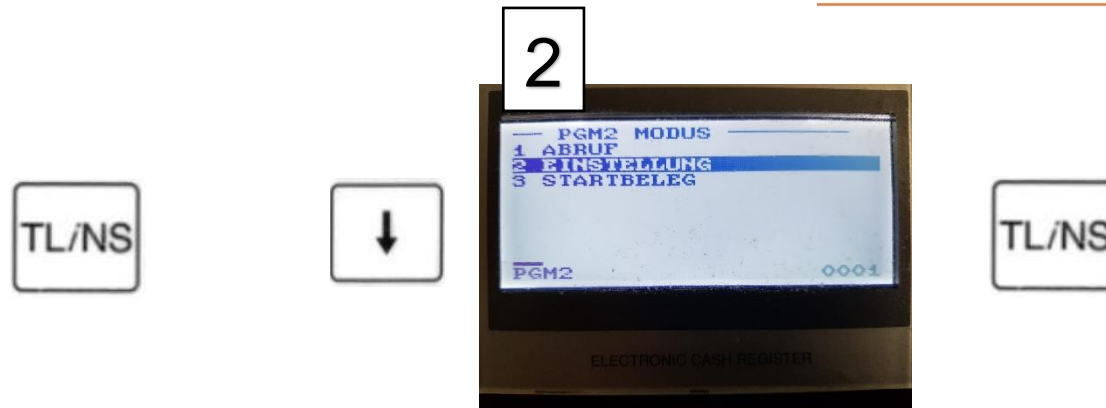 2
PGM2 MODUS
1 ABRUF
2 EINSTELLUNG
3 STARTBELEG
TL/NS
↓
TL/NS
PGM2 0001
ELECTRONIC CASH REGISTER